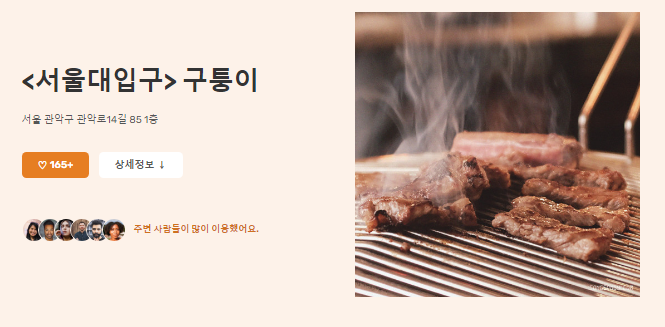 <서울대입구> 구퉁이
서울 관악구 관악로14길 85 1층
♡ 165+
상세정보 ↓
주변 사람들이 많이 이용했어요.